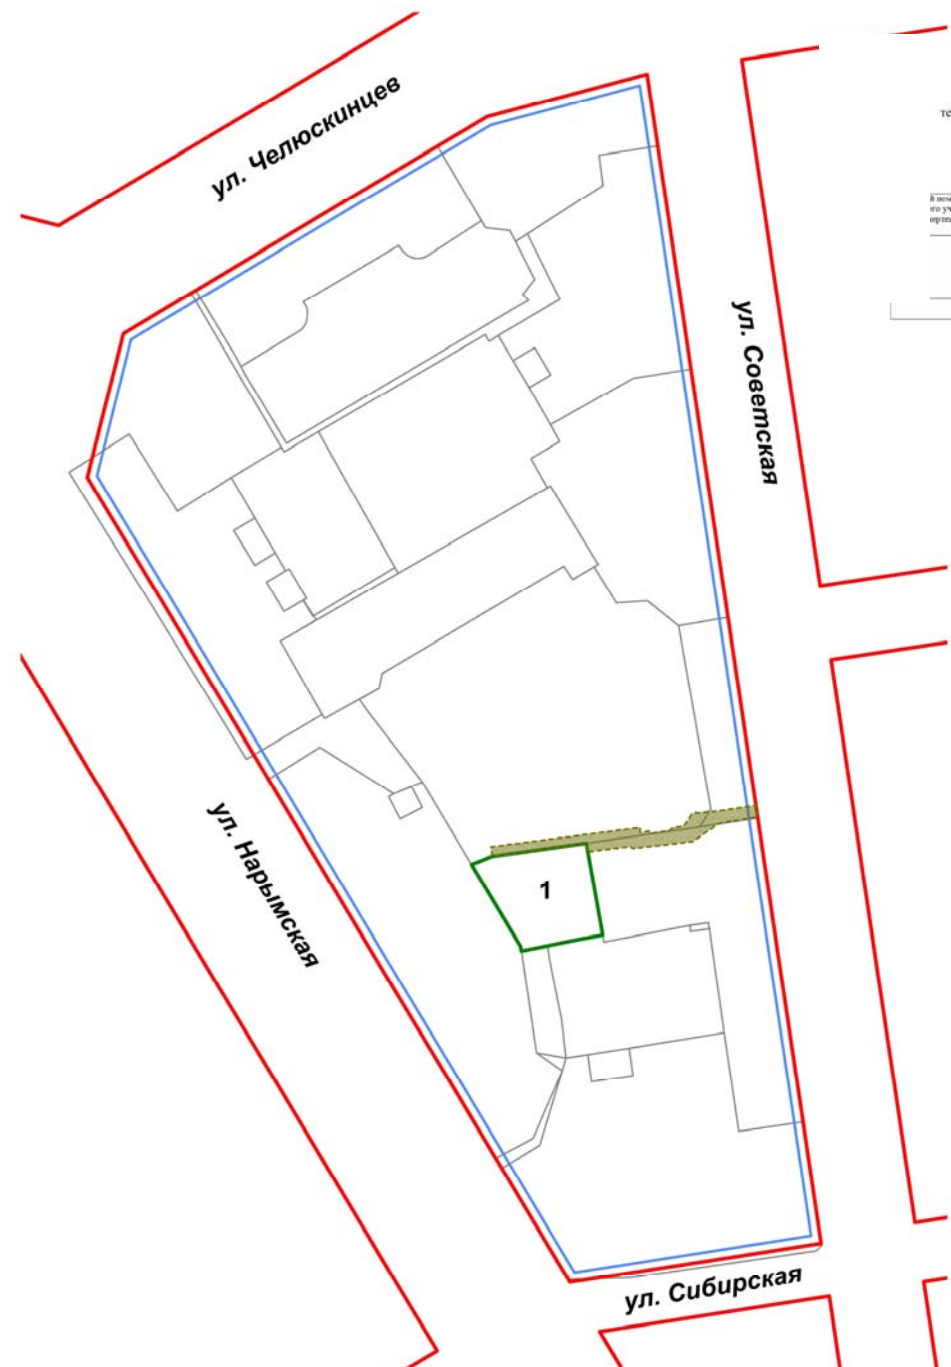 ул. Челюскинцев
ул. Советская
ул. Нарымская
1
ул. Сибирская